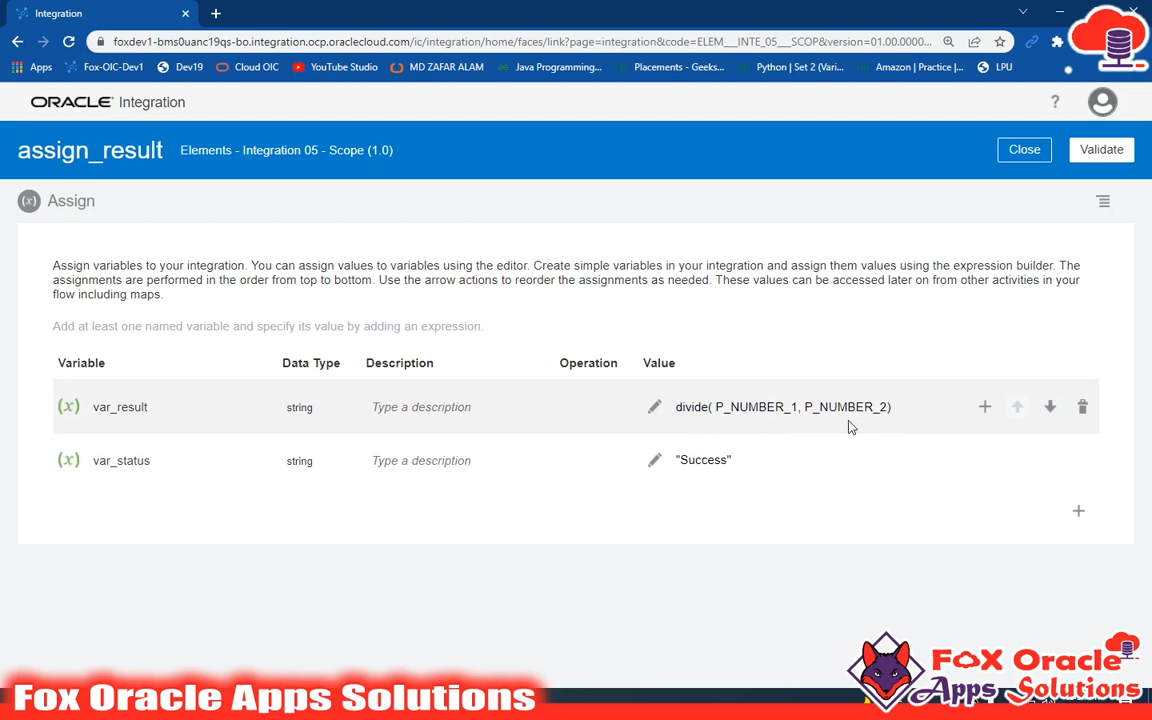 Integration
foxdev1-bms0uanc19qs-bo.integration.ocp.oraclecloud.com/ic/integration/home/faces/link?page=integration&code=ELEM___INTE_05___SCOP&version=01.00.0000...
Apps
Fox-OIC-Dev1
Dev19
Cloud OIC
YouTube Studio
MD ZAFAR ALAM
Java Programming...
Placements - Geeks...
Python | Set 2 (Vari...
Amazon | Practice |...
LPU
ORACLE Integration
?
assign_result
Elements - Integration 05 - Scope (1.0)
Close
Validate
(x) Assign
Assign variables to your integration. You can assign values to variables using the editor. Create simple variables in your integration and assign them values using the expression builder. The
assignments are performed in the order from top to bottom. Use the arrow actions to reorder the assignments as needed. These values can be accessed later on from other activities in your
flow including maps.
Add at least one named variable and specify its value by adding an expression.
Variable Data Type Description Operation Value
(x) var_result string Type a description divide( P_NUMBER_1, P_NUMBER_2)
(x) var_status string Type a description "Success"
Fox Oracle Apps Solutions
FOX Oracle
Apps Solutions